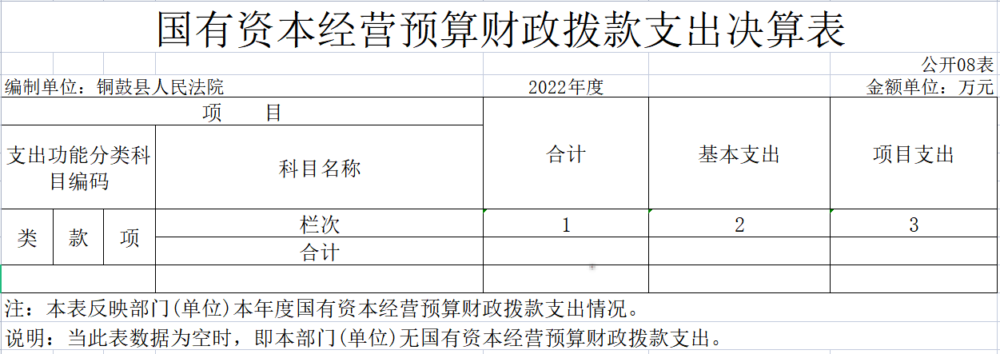 国有资本经营预算财政拨款支出决算表
公开08表
编制单位：铜鼓县人民法院 2022年度 金额单位：万元
项 目
合计 基本支出 项目支出
支出功能分类科
目编码
科目名称
类 款 项
栏次 1 2 3
合计
注：本表反映部门(单位)本年度国有资本经营预算财政拨款支出情况。
说明：当此表数据为空时，即本部门(单位)无国有资本经营预算财政拨款支出。